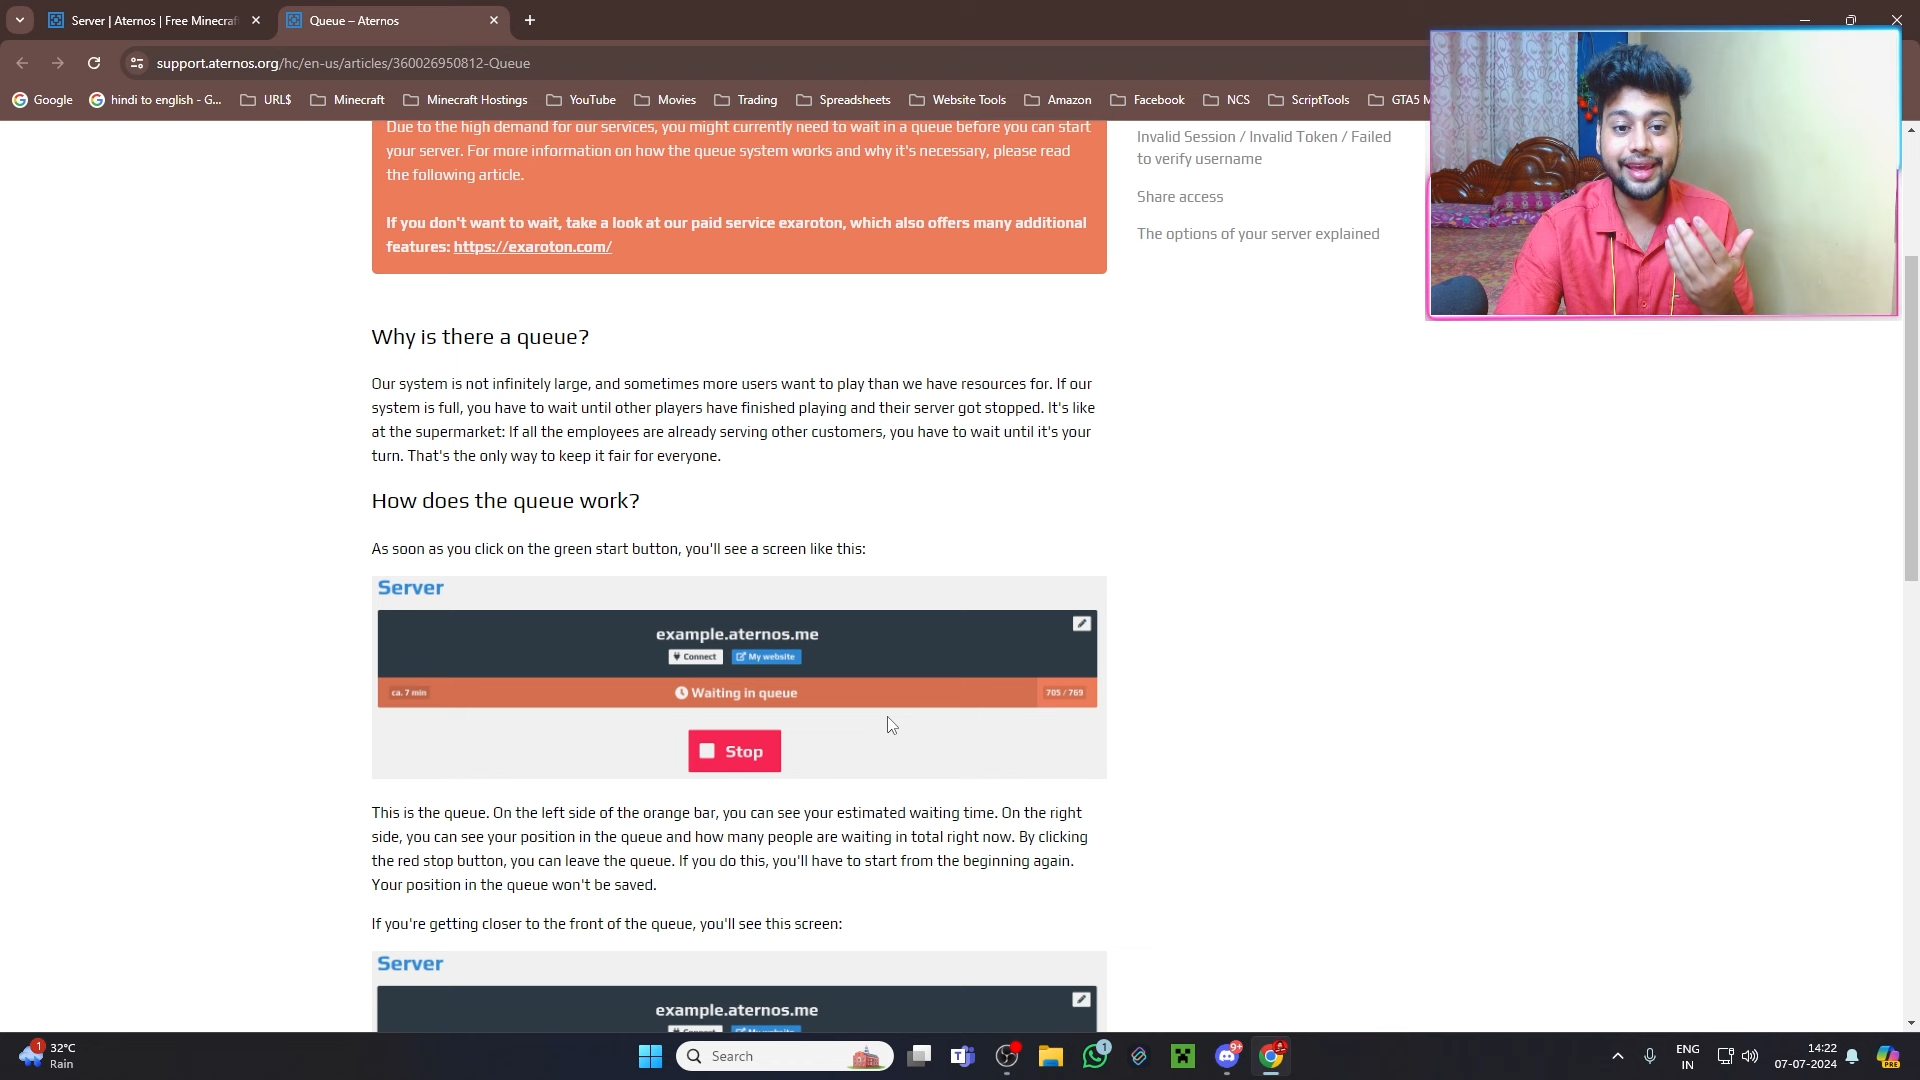 Server | Aternos | Free Minecraf
Queue – Aternos
support.aternos.org/hc/en-us/articles/360026950812-Queue
Google
hindi to english - G...
URL$
Minecraft
Minecraft Hostings
YouTube
Movies
Trading
Spreadsheets
Website Tools
Amazon
Facebook
NCS
ScriptTools
GTA5 M
Due to the high demand for our services, you might currently need to wait in a queue before you can start
your server. For more information on how the queue system works and why it's necessary, please read
the following article.
If you don't want to wait, take a look at our paid service exaroton, which also offers many additional
features: https://exaroton.com/
Invalid Session / Invalid Token / Failed
to verify username
Share access
The options of your server explained
Why is there a queue?
Our system is not infinitely large, and sometimes more users want to play than we have resources for. If our
system is full, you have to wait until other players have finished playing and their server got stopped. It's like
at the supermarket: If all the employees are already serving other customers, you have to wait until it's your
turn. That's the only way to keep it fair for everyone.
How does the queue work?
As soon as you click on the green start button, you'll see a screen like this:
Server
example.aternos.me
Connect
My website
ca. 7 min
Waiting in queue
705 / 769
Stop
This is the queue. On the left side of the orange bar, you can see your estimated waiting time. On the right
side, you can see your position in the queue and how many people are waiting in total right now. By clicking
the red stop button, you can leave the queue. If you do this, you'll have to start from the beginning again.
Your position in the queue won't be saved.
If you're getting closer to the front of the queue, you'll see this screen:
Server
example.aternos.me
Connect
My website
1
32°C
Rain
Search
1
9+
ENG
IN
14:22
07-07-2024
PRE